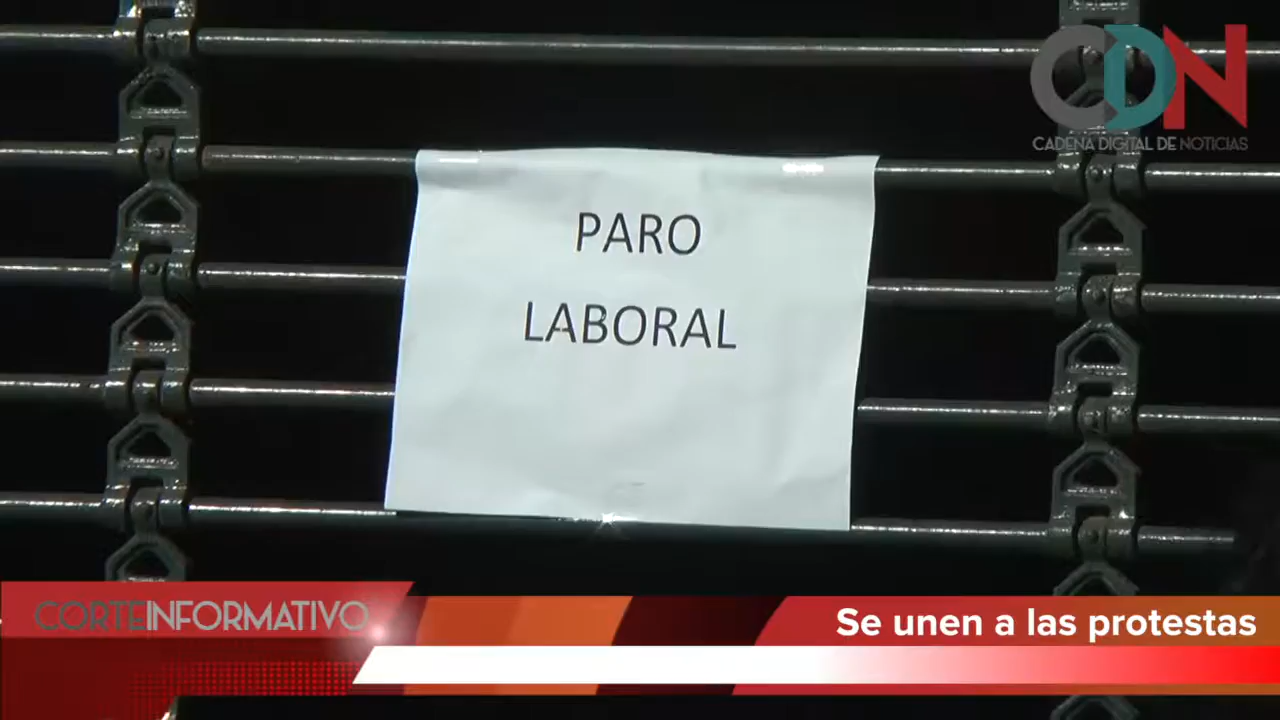 CDN
CADENA DIGITAL DE NOTICIAS
PARO
LABORAL
CORTEINFORMATIVO
Se unen a las protestas